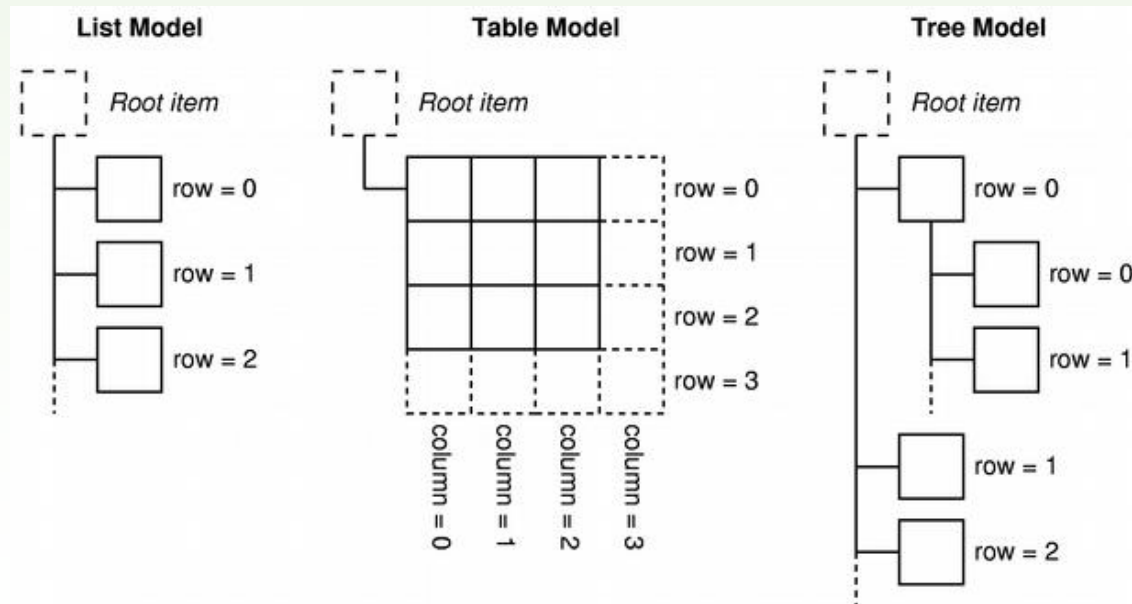 List Model
Root item
row = 0
row = 1
row = 2
Table Model
Root item
row = 0
row = 1
row = 2
row = 3
column = 0
column = 1
column = 2
column = 3
Tree Model
Root item
row = 0
row = 0
row = 1
row = 1
row = 2